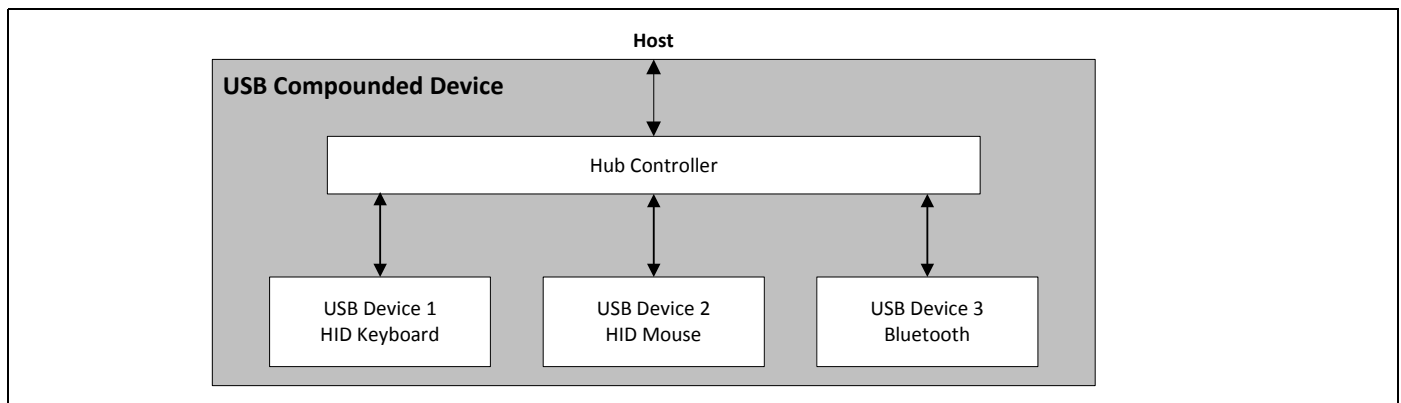 Host
USB Compounded Device
Hub Controller
USB Device 1
HID Keyboard
USB Device 2
HID Mouse
USB Device 3
Bluetooth